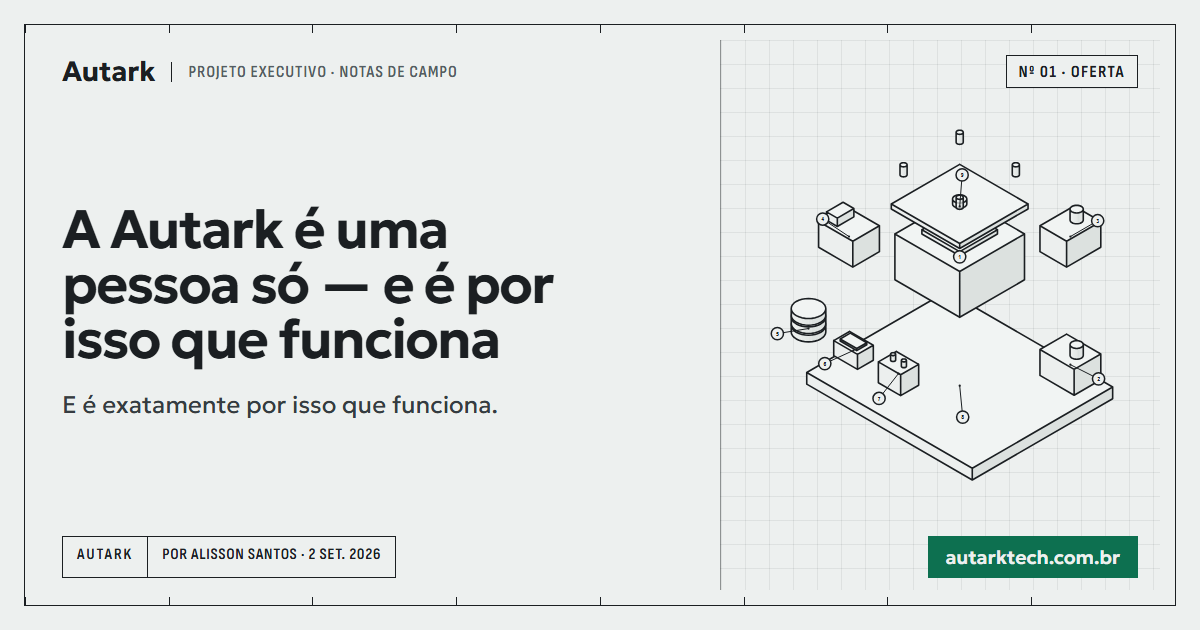 Autark
PROJETO EXECUTIVO · NOTAS DE CAMPO
Nº 01 · OFERTA
A Autark é uma
pessoa só — e é por
isso que funciona
E é exatamente por isso que funciona.
AUTARK
POR ALISSON SANTOS · 2 SET. 2026
autarktech.com.br